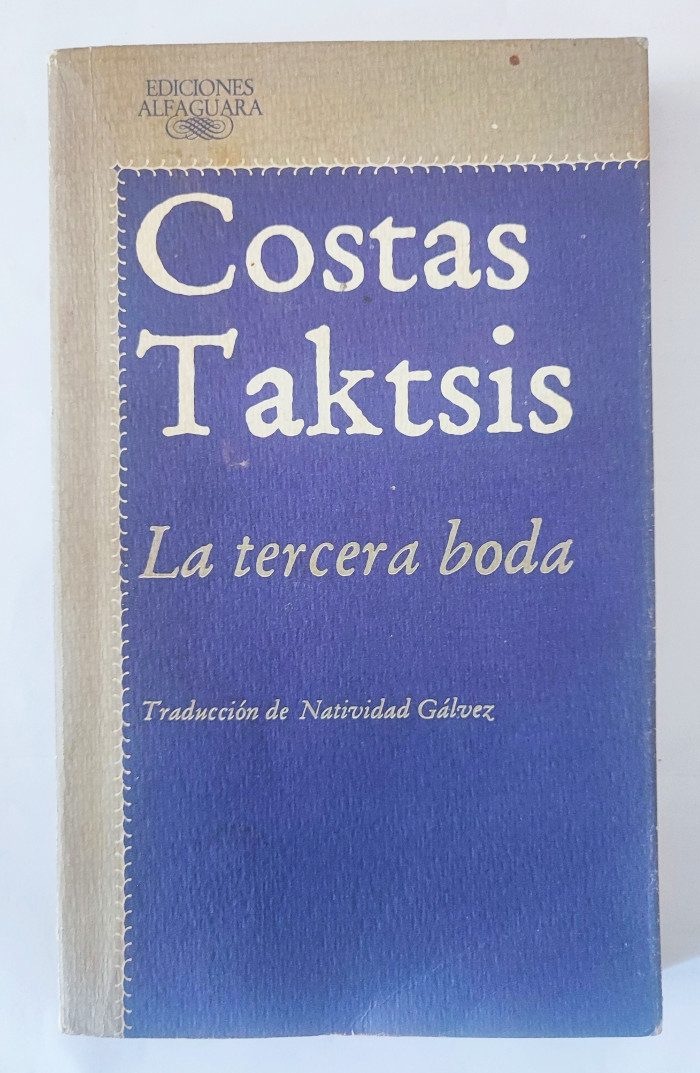 EDICIONES
ALFAGUARA
Costas
Taktsis
La tercera boda
Traducción de Natividad Gálvez